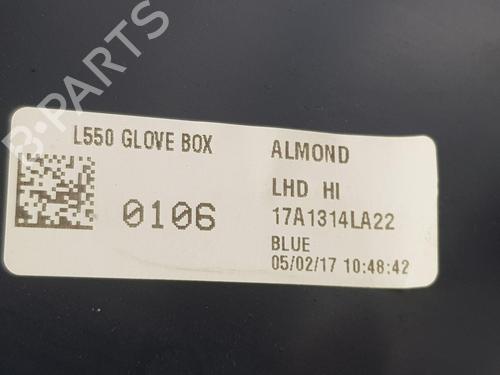 B-PARTS
L550 GLOVE BOX
ALMOND
LHD HI
0106
17A1314LA22
BLUE
05/02/17 10:48:42